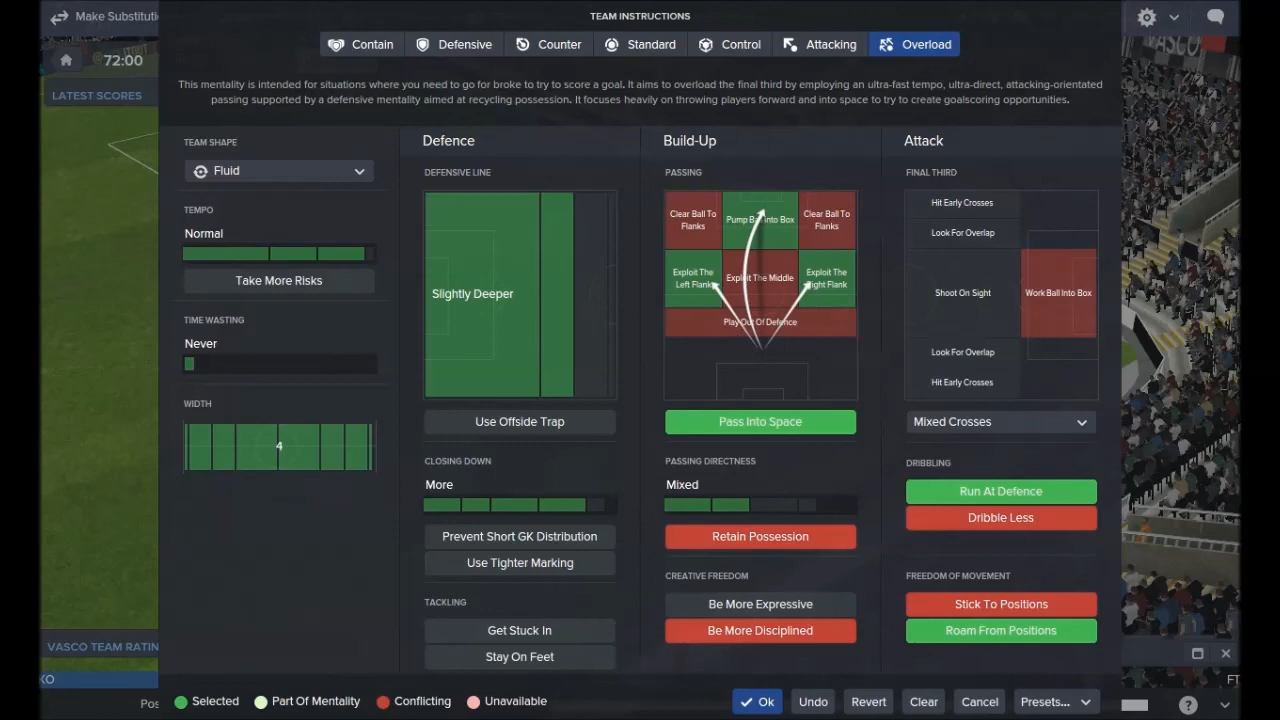 Make Substituti
TEAM INSTRUCTIONS
Contain
Defensive
Counter
Standard
Control
Attacking
Overload
72:00
VASCO
LATEST SCORES
This mentality is intended for situations where you need to go for broke to try to score a goal. It aims to overload the final third by employing an ultra-fast tempo, ultra-direct, attacking-orientated
passing supported by a defensive mentality aimed at recycling possession. It focuses heavily on throwing players forward and into space to try to create goalscoring opportunities.
TEAM SHAPE
Fluid
TEMPO
Normal
Take More Risks
TIME WASTING
Never
WIDTH
4
Defence
DEFENSIVE LINE
Slightly Deeper
Use Offside Trap
CLOSING DOWN
More
Prevent Short GK Distribution
Use Tighter Marking
TACKLING
Get Stuck In
Stay On Feet
Build-Up
PASSING
Clear Ball To
Flanks
Pump Ball Into Box
Clear Ball To
Flanks
Exploit The
Left Flank
Exploit The Middle
Exploit The
Right Flank
Play Out Of Defence
Pass Into Space
PASSING DIRECTNESS
Mixed
Retain Possession
CREATIVE FREEDOM
Be More Expressive
Be More Disciplined
Attack
FINAL THIRD
Hit Early Crosses
Look For Overlap
Shoot On Sight
Work Ball Into Box
Look For Overlap
Hit Early Crosses
Mixed Crosses
DRIBBLING
Run At Defence
Dribble Less
FREEDOM OF MOVEMENT
Stick To Positions
Roam From Positions
VASCO TEAM RATIN
KO
FT
Pos
Selected
Part Of Mentality
Conflicting
Unavailable
Ok
Undo
Revert
Clear
Cancel
Presets...
?